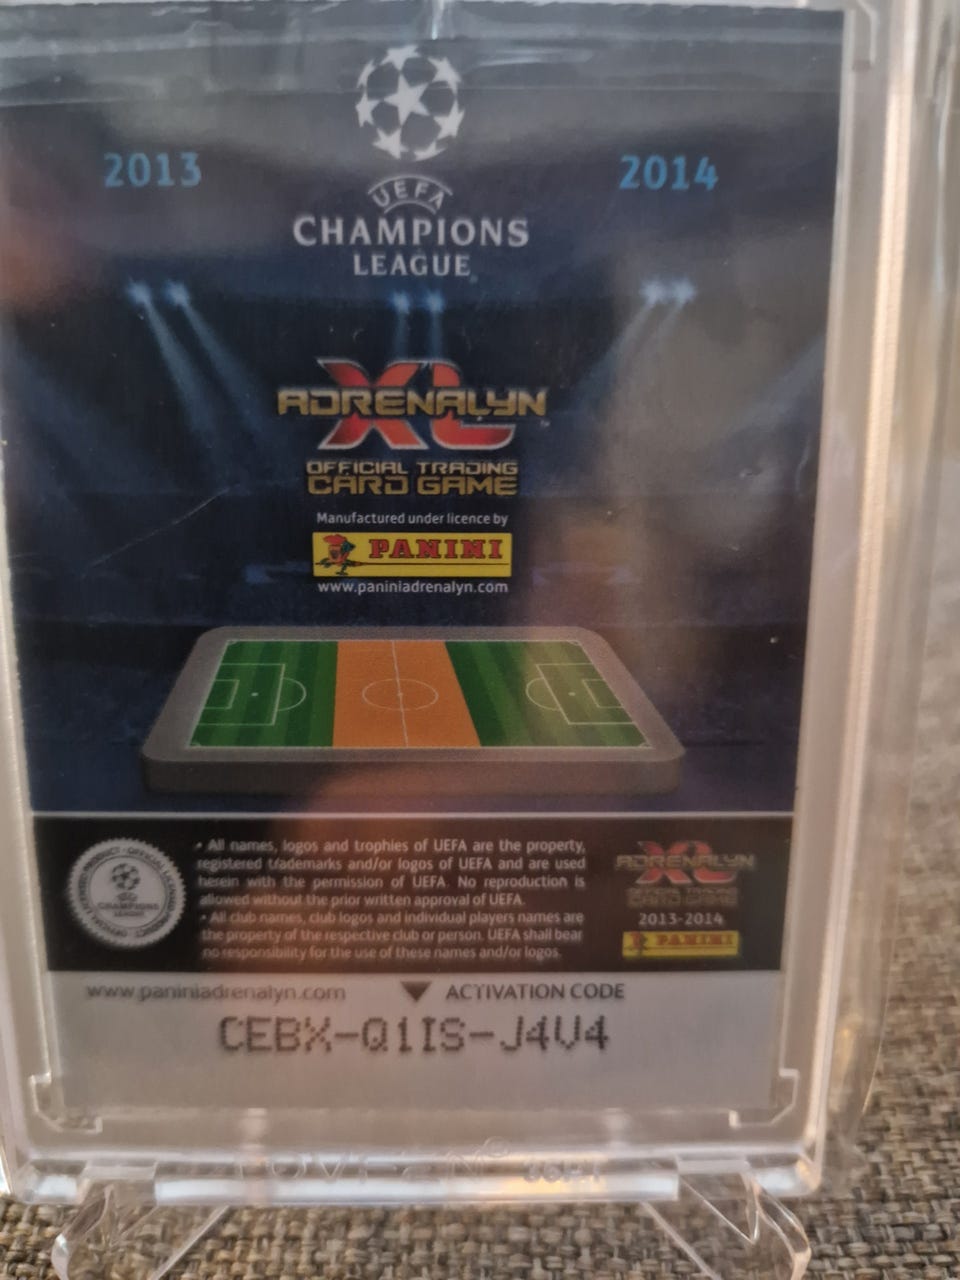 2013
2014
UEFA
CHAMPIONS
LEAGUE
ADRENALYN
XL
OFFICIAL TRADING
CARD GAME
Manufactured under licence by
PANINI
www.paniniadrenalyn.com
• All names, logos and trophies of UEFA are the property,
registered trademarks and/or logos of UEFA and are used
herein with the permission of UEFA. No reproduction is
allowed without the prior written approval of UEFA.
• All club names, club logos and individual players names are
the property of the respective club or person. UEFA shall bear
no responsibility for the use of these names and/or logos.
CHAMPIONS
LEAGUE
ADRENALYN
XL
OFFICIAL TRADING
CARD GAME
2013-2014
PANINI
www.paniniadrenalyn.com
ACTIVATION CODE
CEBX-Q1IS-J4V4